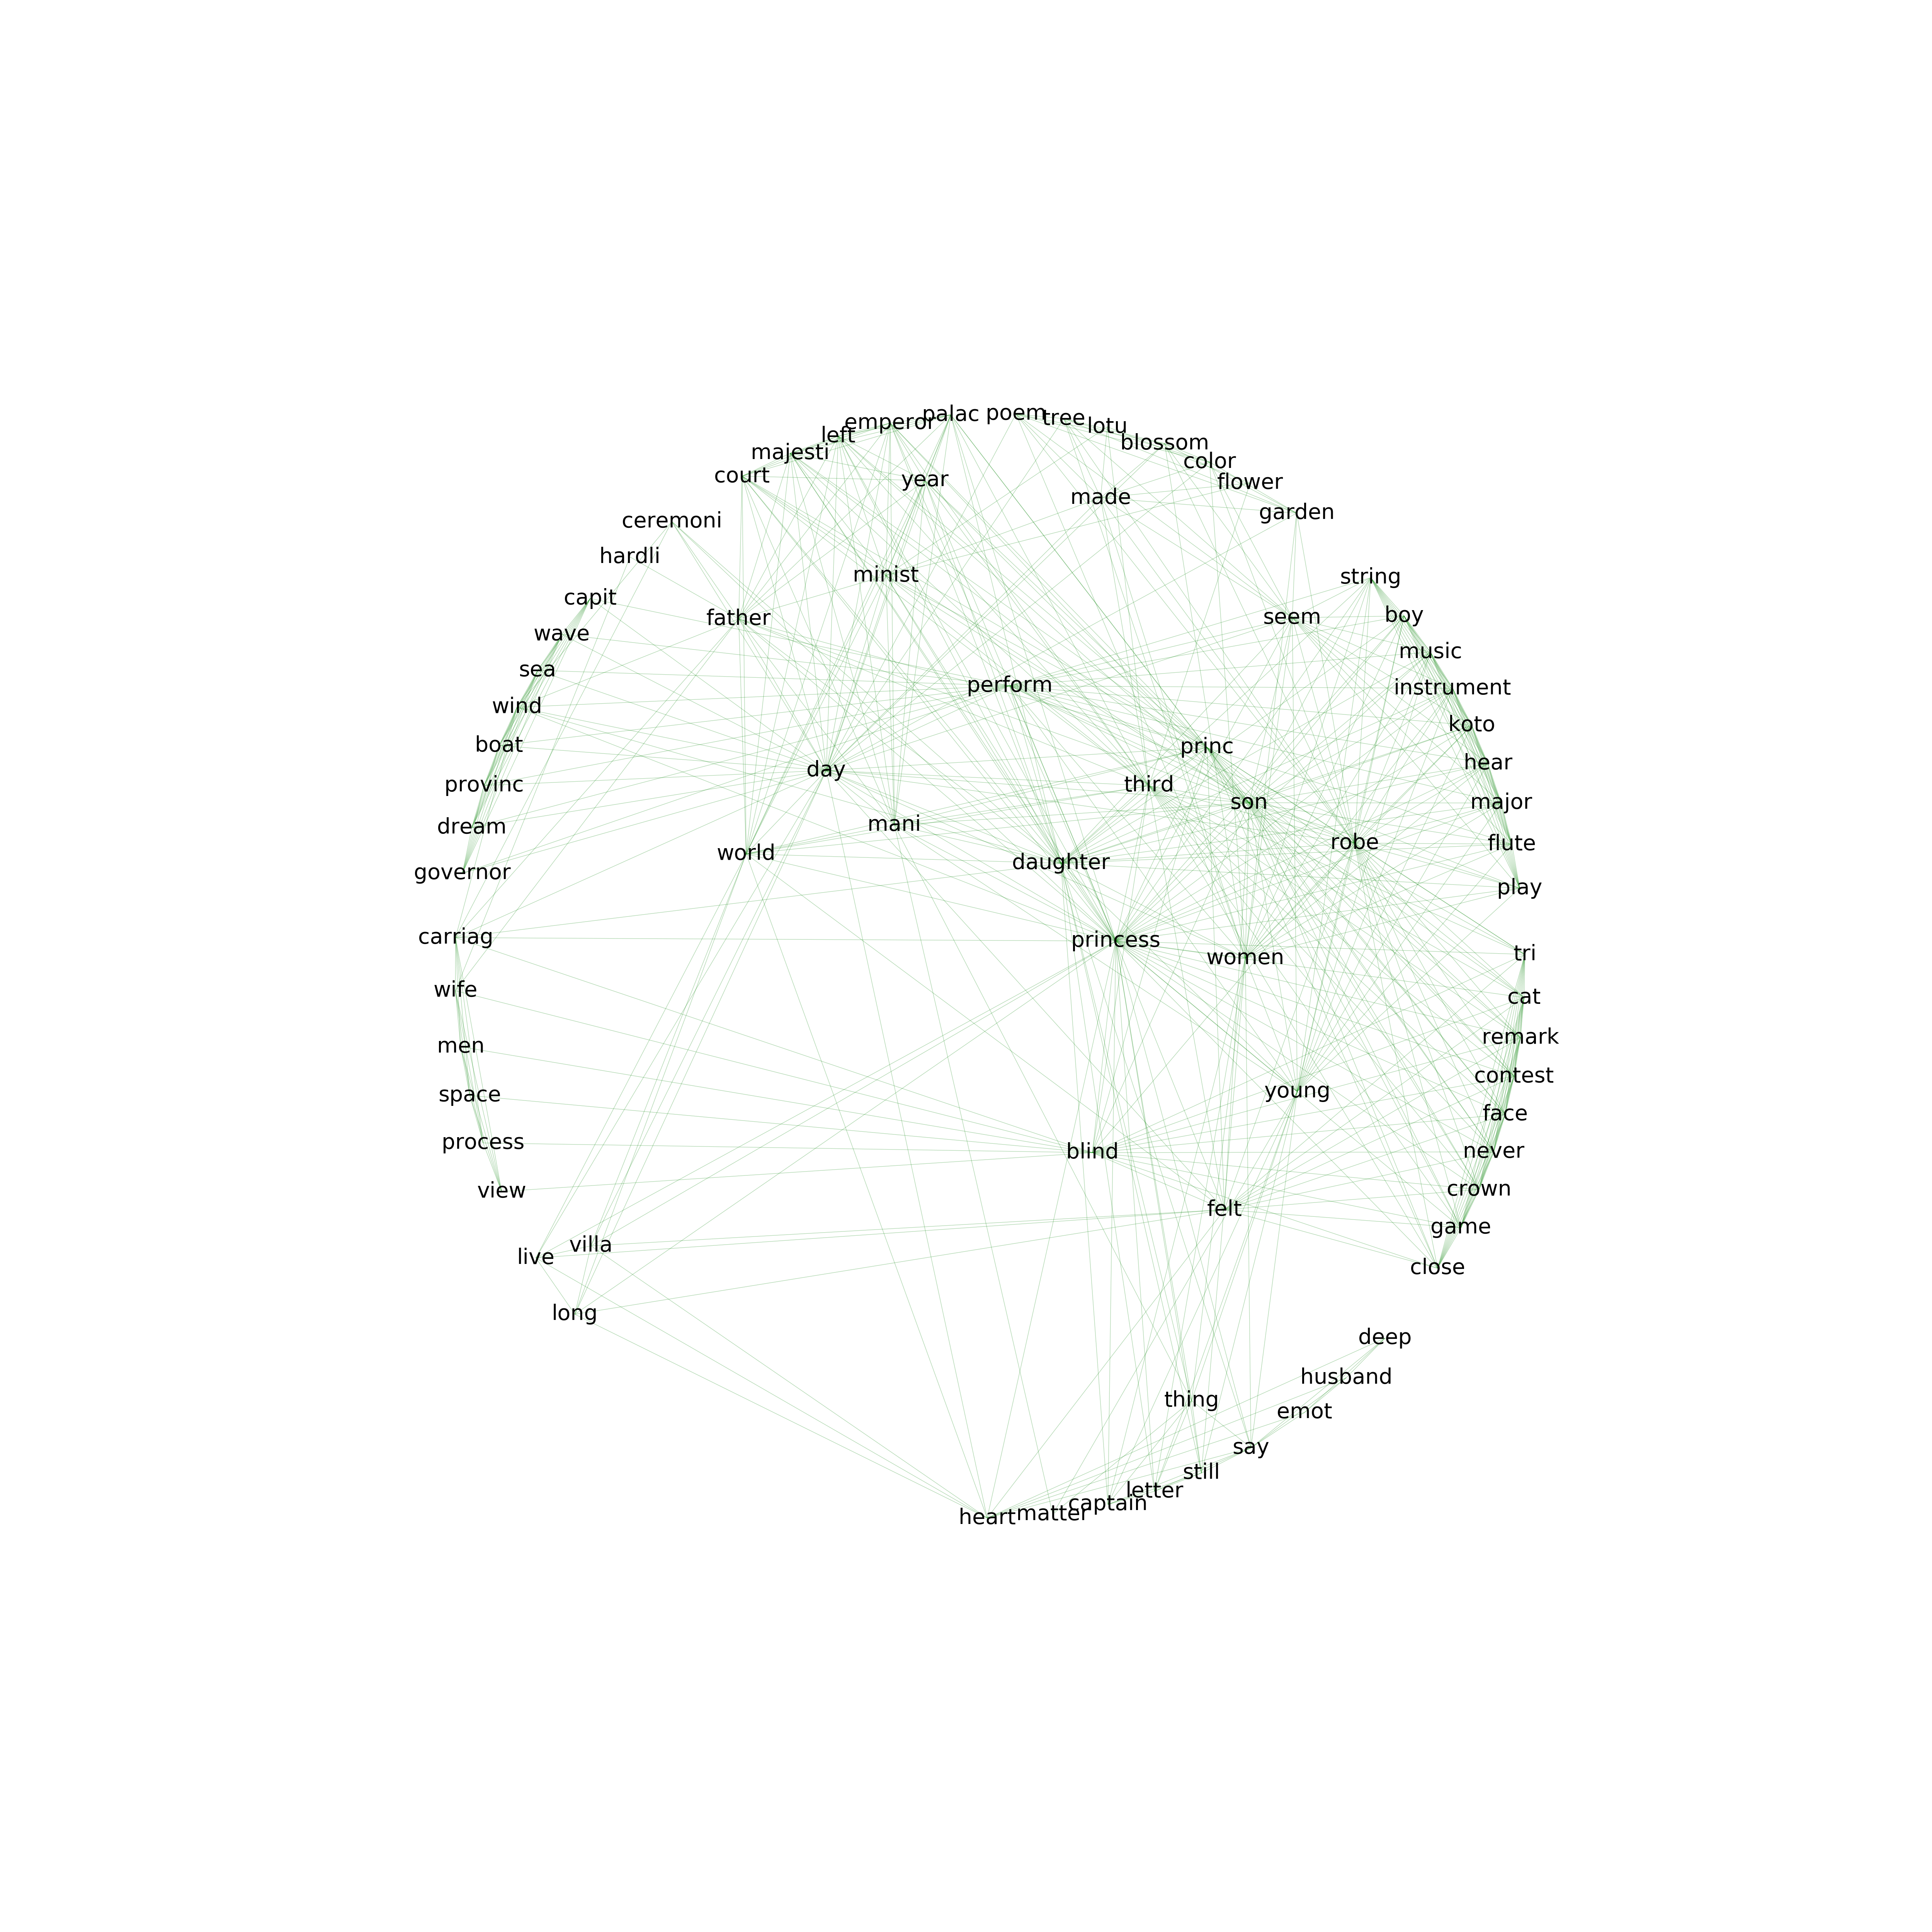 palac
poem
tree
emperor
lotu
left
blossom
majesti
color
court
year
flower
made
garden
ceremoni
hardli
minist
string
capit
boy
seem
father
wave
music
sea
perform
instrument
wind
koto
boat
princ
hear
day
third
provinc
son
major
mani
dream
robe
flute
world
daughter
governor
play
carriag
princess
tri
women
wife
cat
remark
men
contest
young
space
face
process
never
blind
crown
view
felt
game
villa
live
close
long
deep
husband
thing
emot
say
still
letter
captain
matter
heart